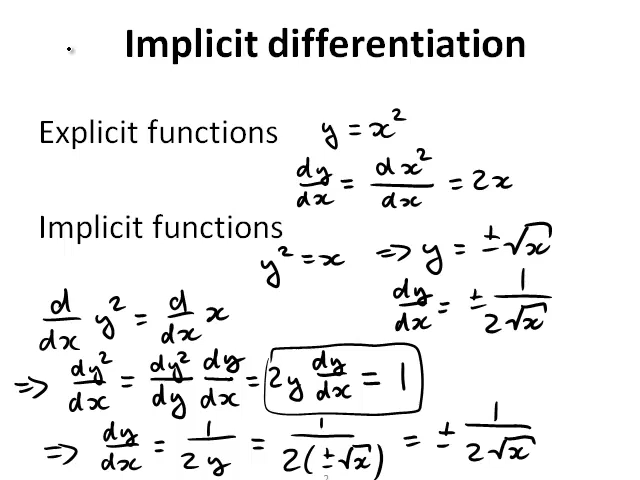 Implicit differentiation
Explicit functions y = x²
dy/dx = dx²/dx = 2x
Implicit functions
y² = x => y = ±√x
dy/dx = ± 1/(2√x)
d/dx y² = d/dx x
=> dy²/dx = dy²/dy dy/dx = 2y dy/dx = 1
=> dy/dx = 1/(2y) = 1/(2(±√x)) = ± 1/(2√x)